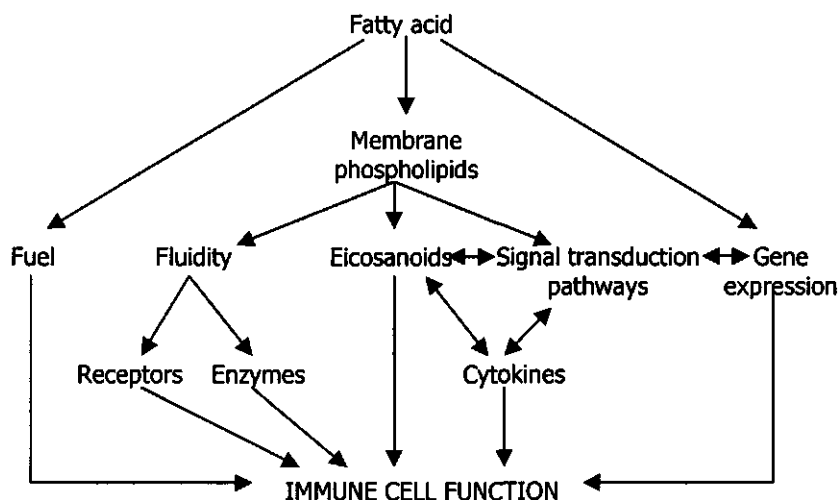 Fatty acid
Membrane
phospholipids
Fuel
Fluidity
Eicosanoids
Signal transduction
pathways
Gene
expression
Receptors
Enzymes
Cytokines
IMMUNE CELL FUNCTION